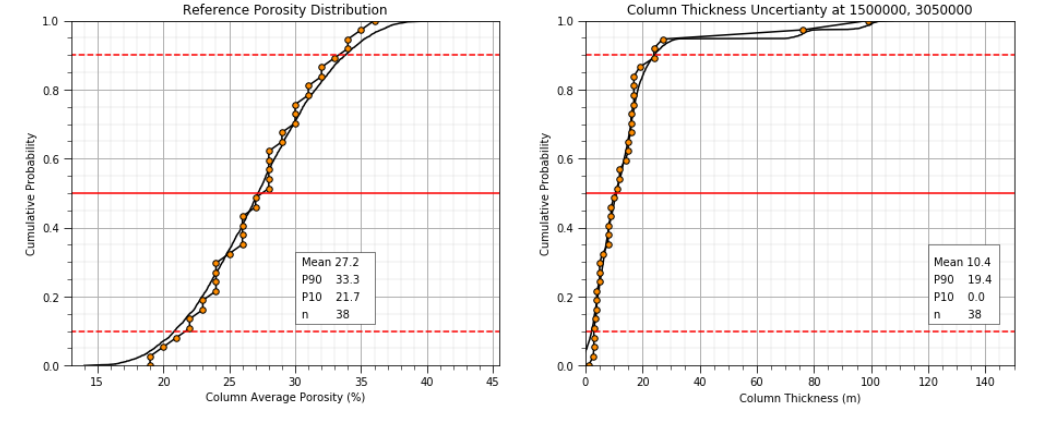 Reference Porosity Distribution
1.0
0.8
0.6
0.4
0.2
0.0
Cumulative Probability
Mean 27.2
P90 33.3
P10 21.7
n 38
15 20 25 30 35 40 45
Column Average Porosity (%)
Column Thickness Uncertianty at 1500000, 3050000
1.0
0.8
0.6
0.4
0.2
0.0
Cumulative Probability
Mean 10.4
P90 19.4
P10 0.0
n 38
0 20 40 60 80 100 120 140
Column Thickness (m)